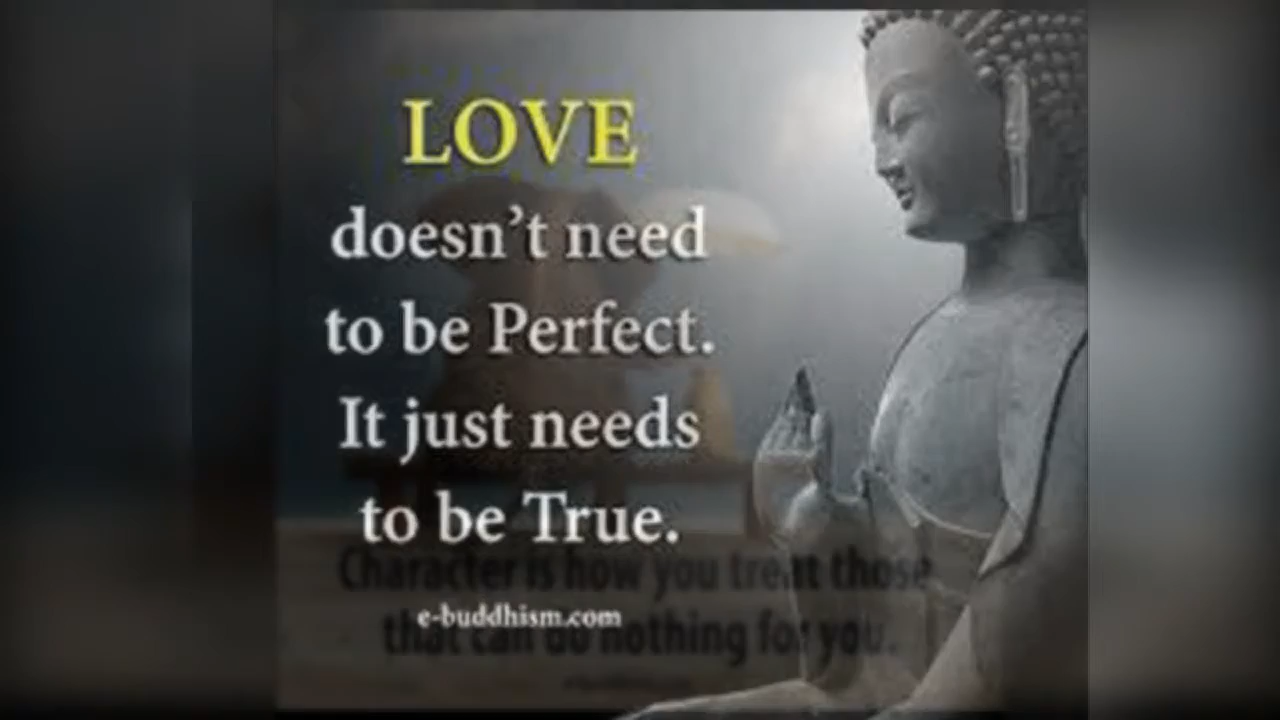 LOVE
doesn't need
to be Perfect.
It just needs
to be True.
Character is how you treat those
e-buddhism.com
that can do nothing for you.